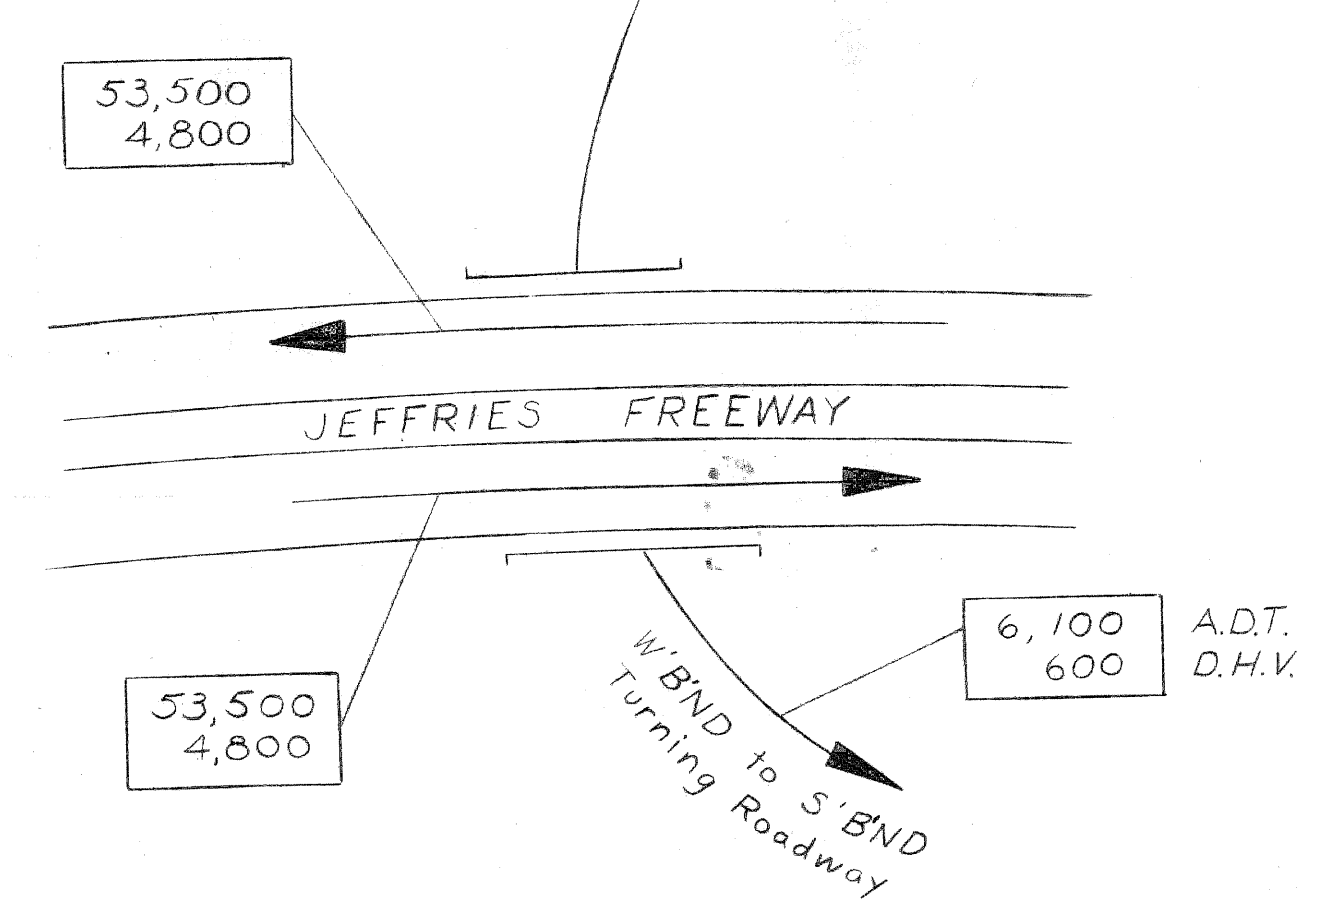 53,500
4,800
JEFFRIES FREEWAY
6,100 A.D.T.
600 D.H.V.
W'B'ND to S'B'ND
Turning Roadway
53,500
4,800